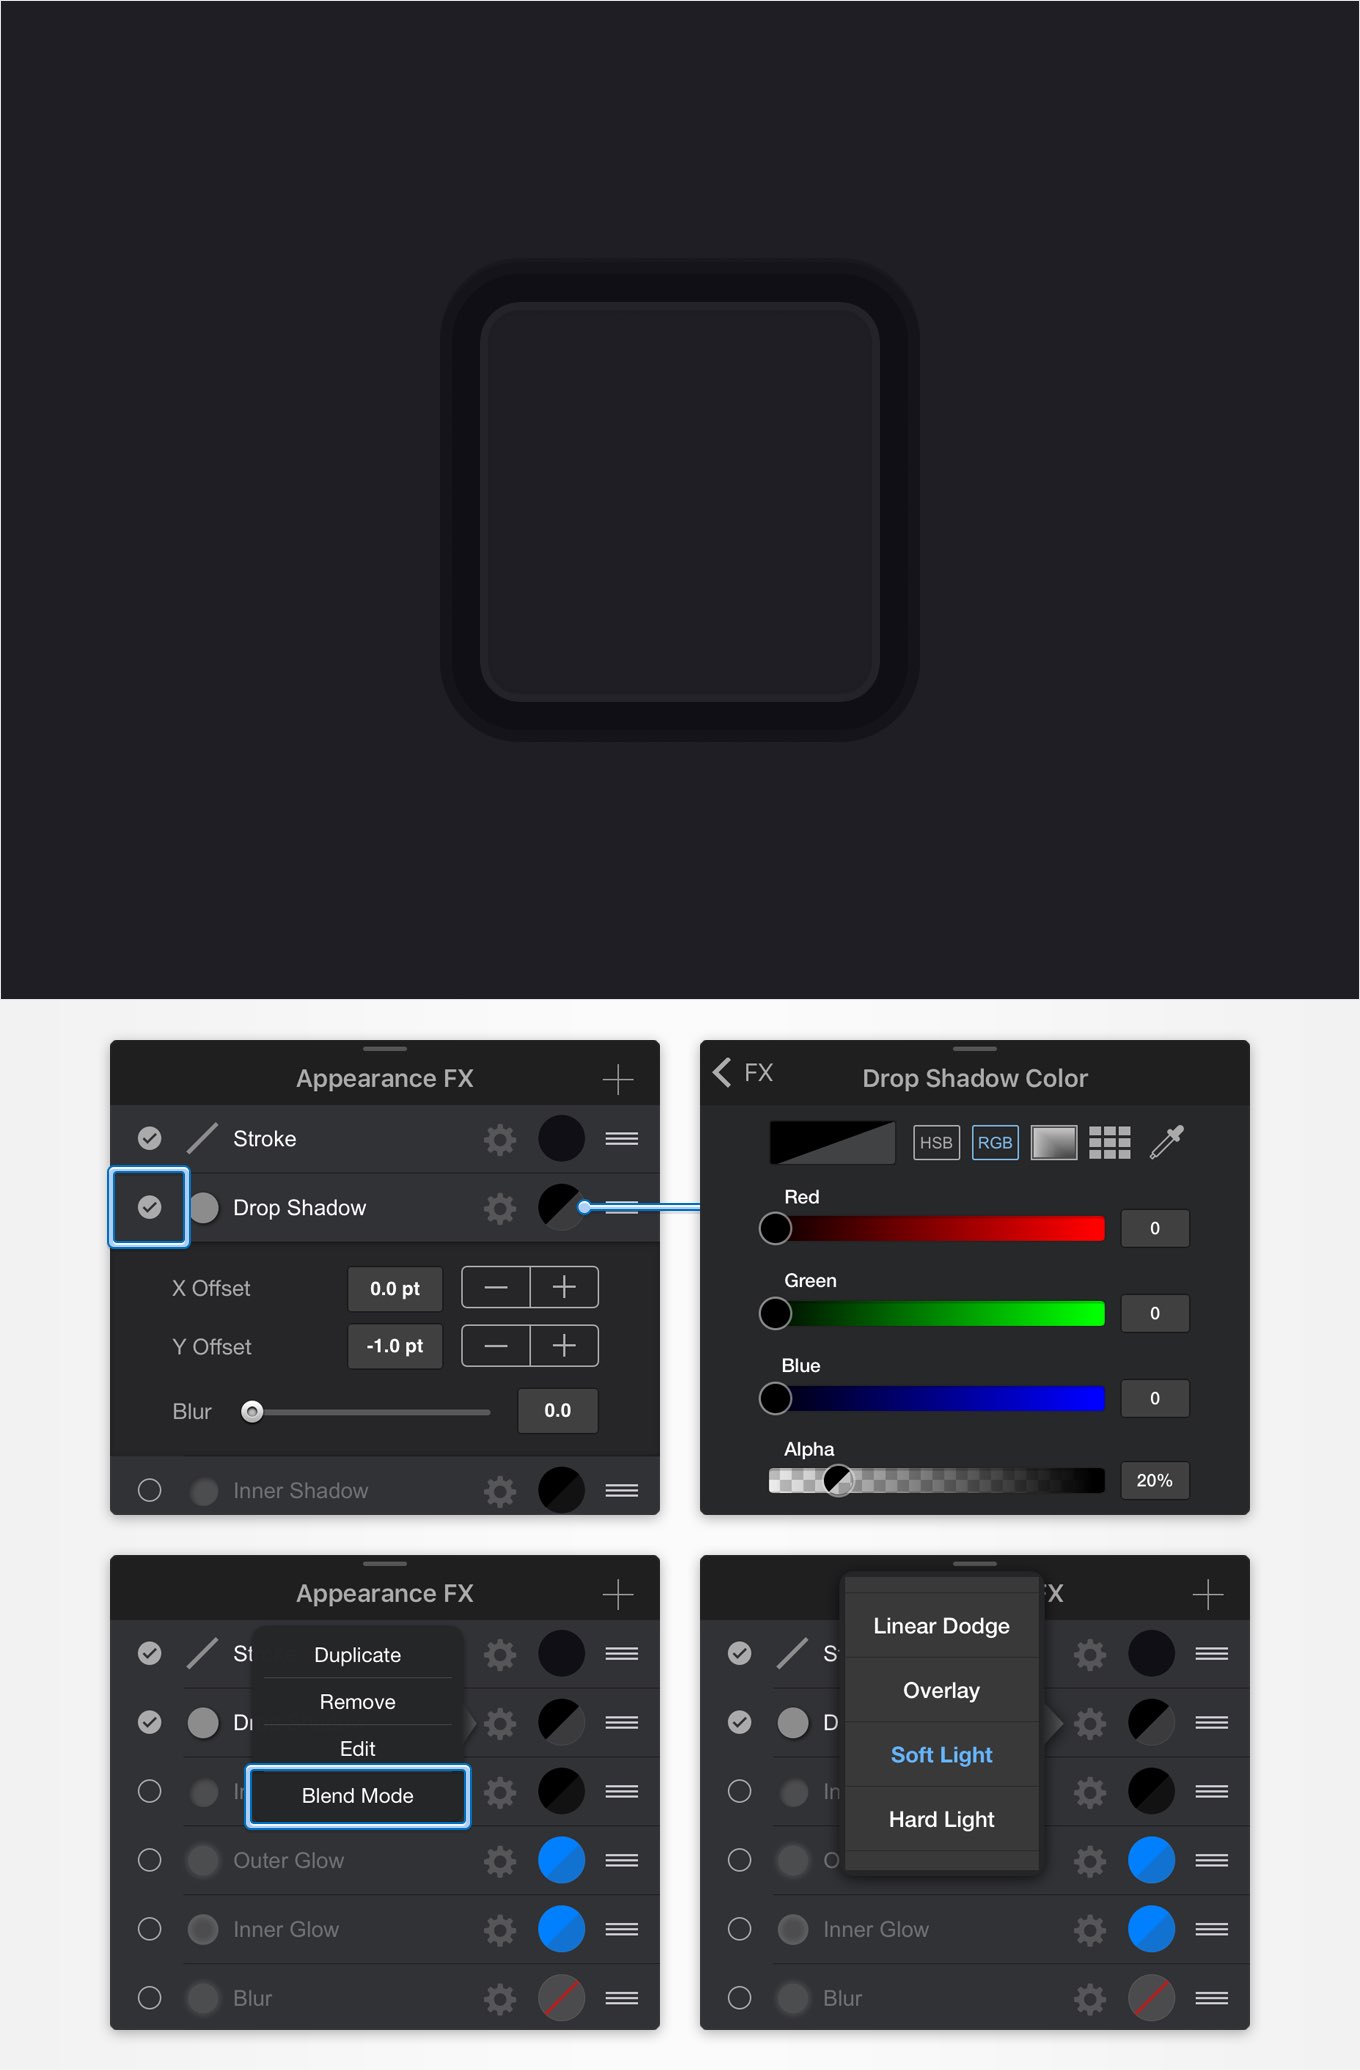 Appearance FX
Stroke
Drop Shadow
X Offset 0.0 pt
Y Offset -1.0 pt
Blur 0.0
Inner Shadow
FX Drop Shadow Color
HSB RGB
Red
0
Green
0
Blue
0
Alpha
20%
Appearance FX
St
Duplicate
Remove
Edit
Blend Mode
Outer Glow
Inner Glow
Blur
FX
S
Linear Dodge
D
Overlay
Soft Light
In
Hard Light
O
Inner Glow
Blur